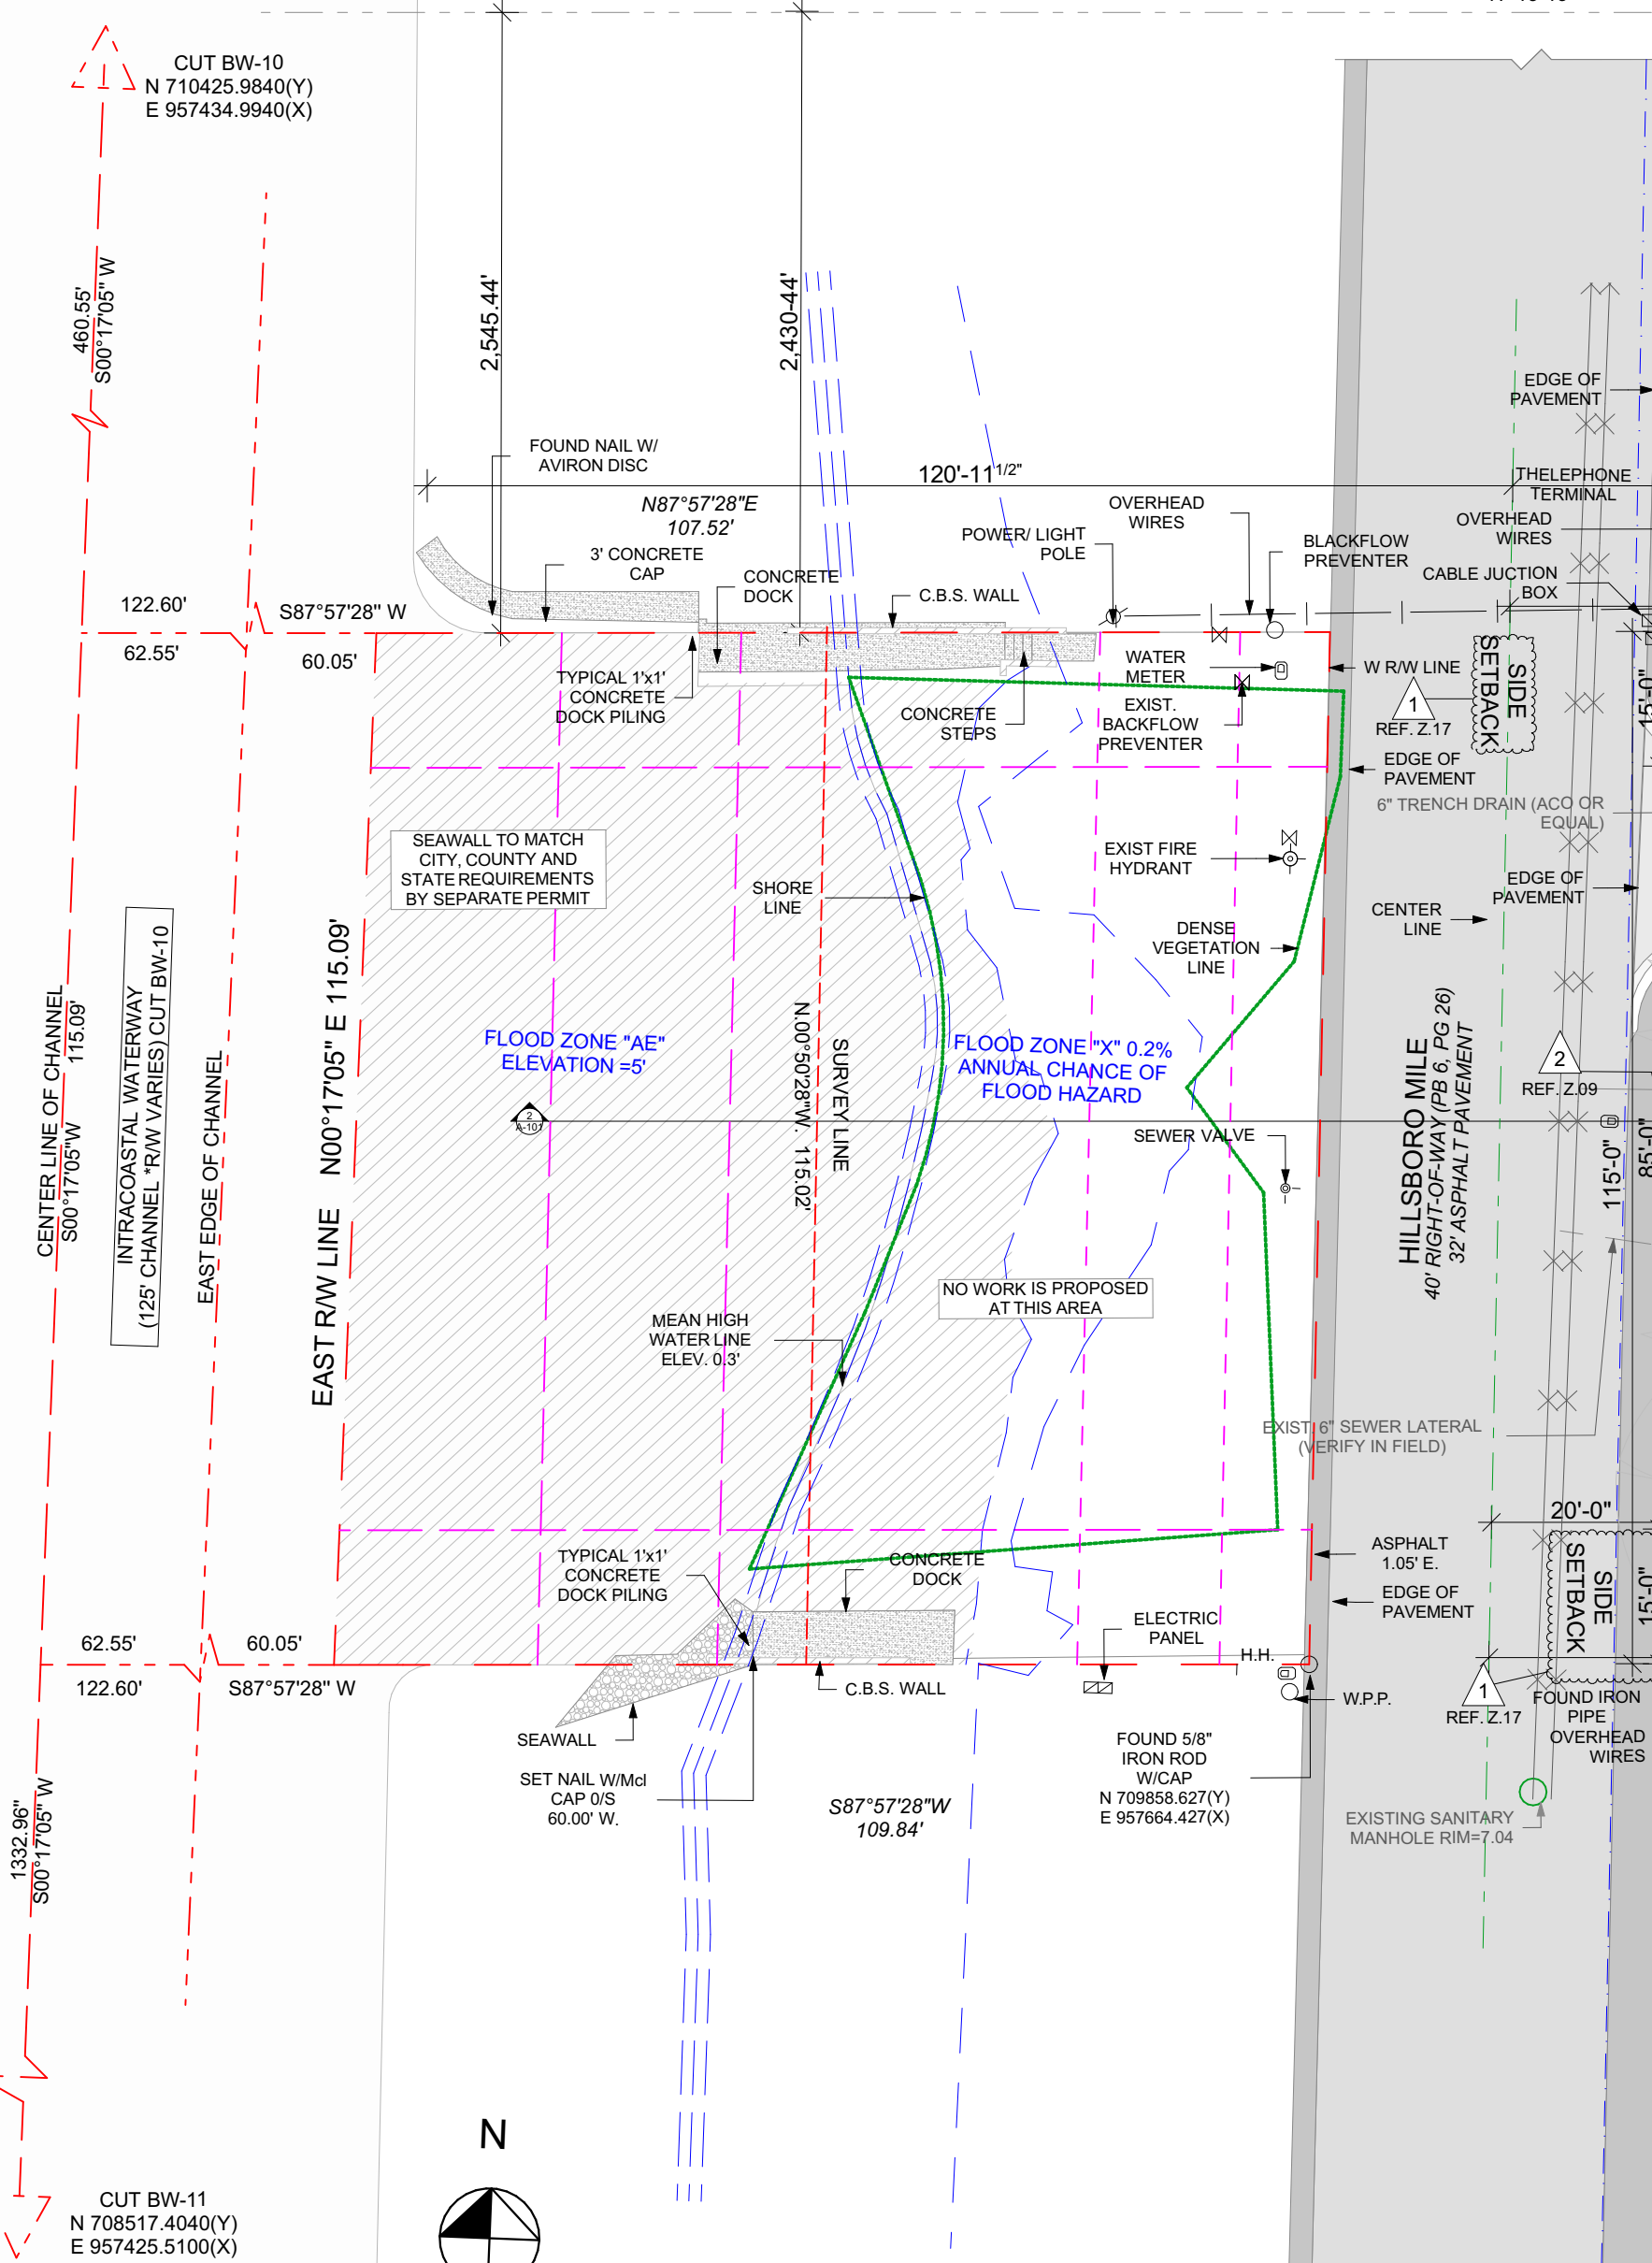 CUT BW-10
N 710425.9840(Y)
E 957434.9940(X)
460.55'
S00°17'05" W
2,545.44'
2,430-44'
FOUND NAIL W/
AVIRON DISC
120'-11 1/2"
N87°57'28"E
107.52'
3' CONCRETE
CAP
CONCRETE
DOCK
C.B.S. WALL
POWER/ LIGHT
POLE
OVERHEAD
WIRES
BLACKFLOW
PREVENTER
EDGE OF
PAVEMENT
THELEPHONE
TERMINAL
OVERHEAD
WIRES
CABLE JUCTION
BOX
122.60'
S87°57'28" W
62.55'
60.05'
TYPICAL 1'x1'
CONCRETE
DOCK PILING
CONCRETE
STEPS
WATER
METER
EXIST.
BACKFLOW
PREVENTER
W R/W LINE
1
REF. Z.17
SIDE
SETBACK
15'-0"
EDGE OF
PAVEMENT
6" TRENCH DRAIN (ACO OR
EQUAL)
SEAWALL TO MATCH
CITY, COUNTY AND
STATE REQUIREMENTS
BY SEPARATE PERMIT
SHORE
LINE
EXIST FIRE
HYDRANT
EDGE OF
PAVEMENT
CENTER
LINE
DENSE
VEGETATION
LINE
CENTER LINE OF CHANNEL
S00°17'05"W 115.09'
INTRACOASTAL WATERWAY
(125' CHANNEL *R/W VARIES) CUT BW-10
EAST EDGE OF CHANNEL
EAST R/W LINE N00°17'05" E 115.09'
FLOOD ZONE "AE"
ELEVATION =5'
N.00°50'28"W. 115.02'
SURVEY LINE
FLOOD ZONE "X" 0.2%
ANNUAL CHANCE OF
FLOOD HAZARD
2
A-101
SEWER VALVE
HILLSBORO MILE
40' RIGHT-OF-WAY (PB 6, PG 26)
32' ASPHALT PAVEMENT
2
REF. Z.09
115'-0"
85'-0"
NO WORK IS PROPOSED
AT THIS AREA
MEAN HIGH
WATER LINE
ELEV. 0.3'
EXIST. 6" SEWER LATERAL
(VERIFY IN FIELD)
20'-0"
TYPICAL 1'x1'
CONCRETE
DOCK PILING
CONCRETE
DOCK
ASPHALT
1.05' E.
EDGE OF
PAVEMENT
SIDE
SETBACK
15'-0"
62.55'
60.05'
122.60'
S87°57'28" W
ELECTRIC
PANEL
H.H.
C.B.S. WALL
W.P.P.
1
REF. Z.17
FOUND IRON
PIPE
OVERHEAD
WIRES
SEAWALL
SET NAIL W/Mcl
CAP 0/S
60.00' W.
FOUND 5/8"
IRON ROD
W/CAP
N 709858.627(Y)
E 957664.427(X)
S87°57'28"W
109.84'
EXISTING SANITARY
MANHOLE RIM=7.04
1332.96"
S00°17'05" W
N
CUT BW-11
N 708517.4040(Y)
E 957425.5100(X)